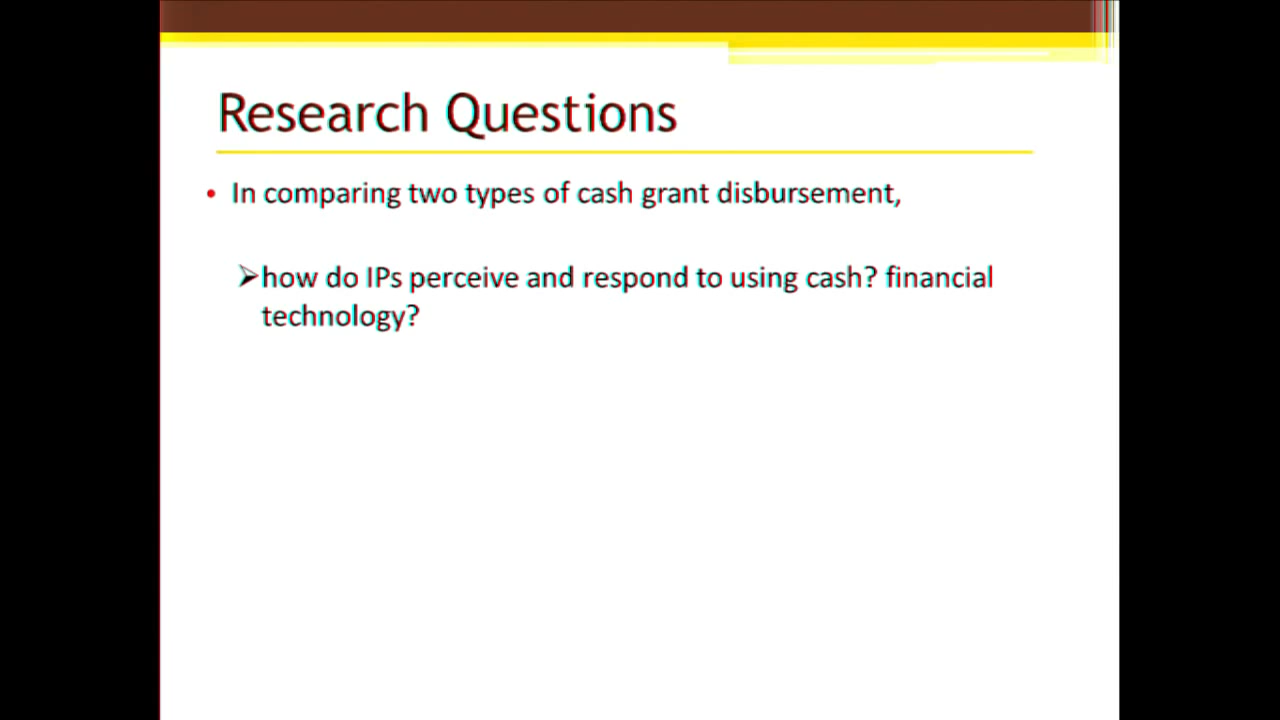 Research Questions
• In comparing two types of cash grant disbursement,
➢how do IPs perceive and respond to using cash? financial
technology?